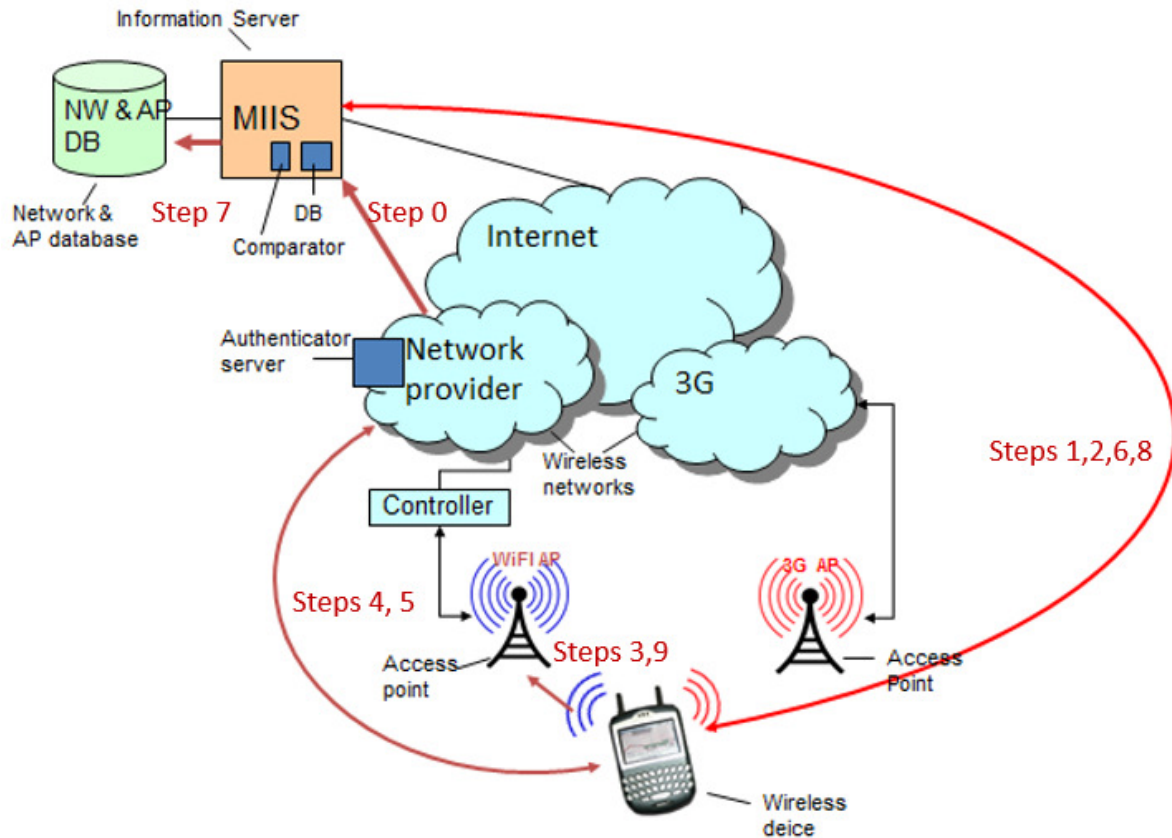 Information Server
NW & AP
DB
MIIS
Network &
AP database
Step 7
DB
Comparator
Step 0
Internet
Authenticator
server
Network
provider
3G
Wireless
networks
Steps 1,2,6,8
Controller
WiFI AP
3G AP
Steps 4, 5
Access
point
Steps 3,9
Access
Point
Wireless
deice